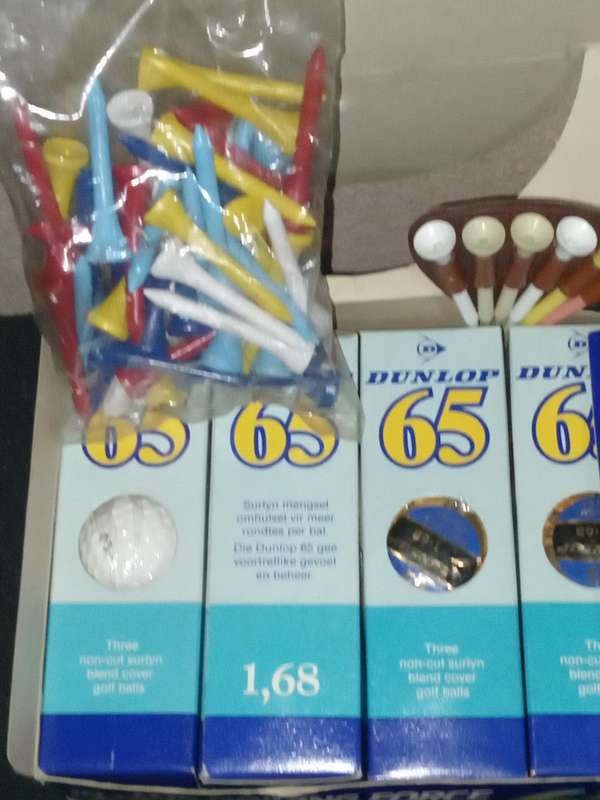 DUNLOP
65
65
65
Surlyn mengsel
omhulsel vir meer
rondtes per bal.
Die Dunlop 65 gee
voortreflike gevoel
en beheer.
Three
non-cut surlyn
blend cover
golf balls
1,68
Three
non-cut surlyn
blend cover
golf balls
FORCE